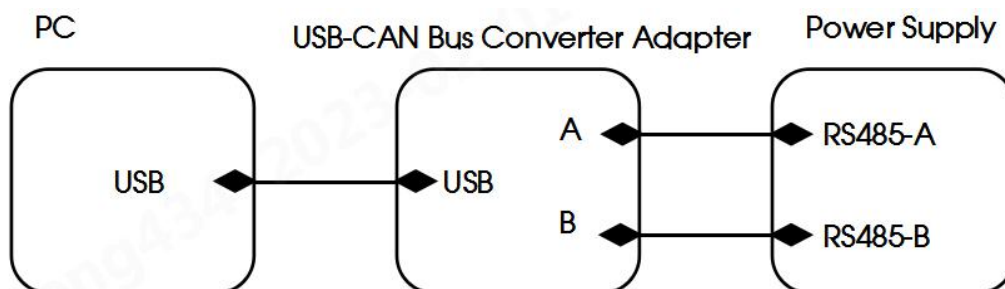 PC
USB-CAN Bus Converter Adapter
Power Supply
USB
USB
A
B
RS485-A
RS485-B